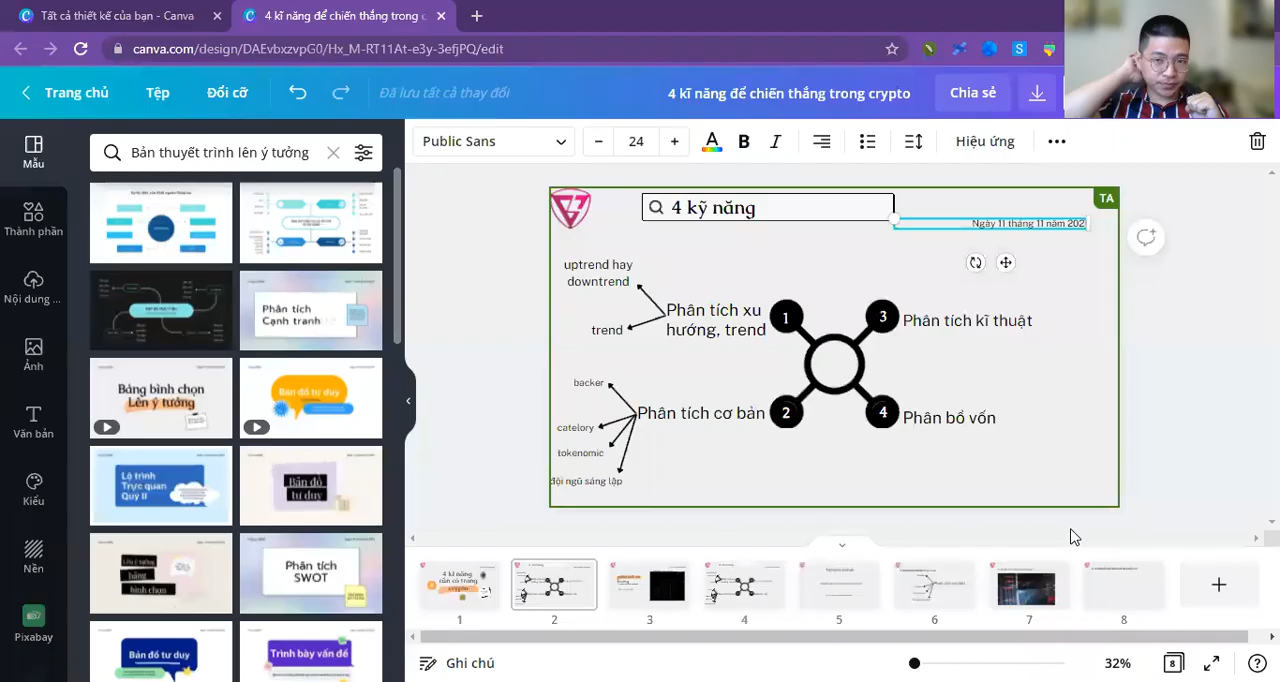 Tất cả thiết kế của bạn - Canva
4 kĩ năng để chiến thắng trong c
canva.com/design/DAEvbxzvpG0/Hx_M-RT11At-e3y-3efjPQ/edit
Trang chủ
Tệp
Đổi cỡ
Đã lưu tất cả thay đổi
4 kĩ năng để chiến thắng trong crypto
Chia sẻ
Mẫu
Thành phần
Nội dung ...
Ảnh
Văn bản
Kiểu
Nền
Pixabay
Bản thuyết trình lên ý tưởng
Phân tích
Cạnh tranh
Bảng bình chọn
Lên ý tưởng
Bản đồ tư duy
Lộ trình
Trực quan
Quý II
Bản đồ
tư duy
Phân tích
SWOT
Bản đồ tư duy
Trình bày vấn đề
Public Sans
24
A
B
I
Hiệu ứng
TA
4 kỹ năng
Ngày 11 tháng 11 năm 202
uptrend hay
downtrend
trend
Phân tích xu
hướng, trend
1
3
Phân tích kĩ thuật
backer
catelory
tokenomic
đội ngũ sáng lập
Phân tích cơ bản
2
4
Phân bổ vốn
4 kĩ năng
cần có trong
crypto
1
2
3
4
5
6
7
8
Ghi chú
32%
8